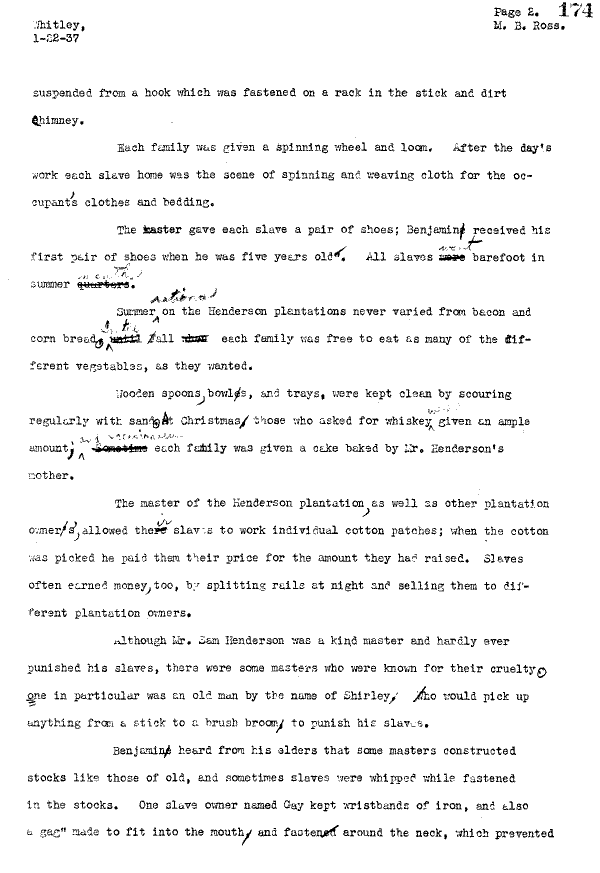 Whitley,
1-22-37
Page 2. 174
M. B. Ross.
suspended from a hook which was fastened on a rack in the stick and dirt
Chimney.
Each family was given a spinning wheel and loom. After the day's
work each slave home was the scene of spinning and weaving cloth for the oc-
cupant's clothes and bedding.
The master gave each slave a pair of shoes; Benjamin received his
first pair of shoes when he was five years old. All slaves were went barefoot in
summer quarters. months
Summer rations on the Henderson plantations never varied from bacon and
corn bread, until In the Fall each family was free to eat as many of the dif-
ferent vegetables, as they wanted.
Wooden spoons, bowls, and trays, were kept clean by scouring
regularly with sand. At Christmas, those who asked for whiskey were given an ample
amount, and Sometime each family was given a cake baked by Mr. Henderson's
mother.
The master of the Henderson plantation, as well as other plantation
owners, allowed their slaves to work individual cotton patches; when the cotton
was picked he paid them their price for the amount they had raised. Slaves
often earned money, too, by splitting rails at night and selling them to dif-
ferent plantation owners.
Although Mr. Sam Henderson was a kind master and hardly ever
punished his slaves, there were some masters who were known for their cruelty.
one in particular was an old man by the name of Shirley, Who would pick up
anything from a stick to a brush broom, to punish his slaves.
Benjamin heard from his elders that some masters constructed
stocks like those of old, and sometimes slaves were whipped while fastened
in the stocks. One slave owner named Gay kept wristbands of iron, and also
a gag" made to fit into the mouth, and fastened around the neck, which prevented